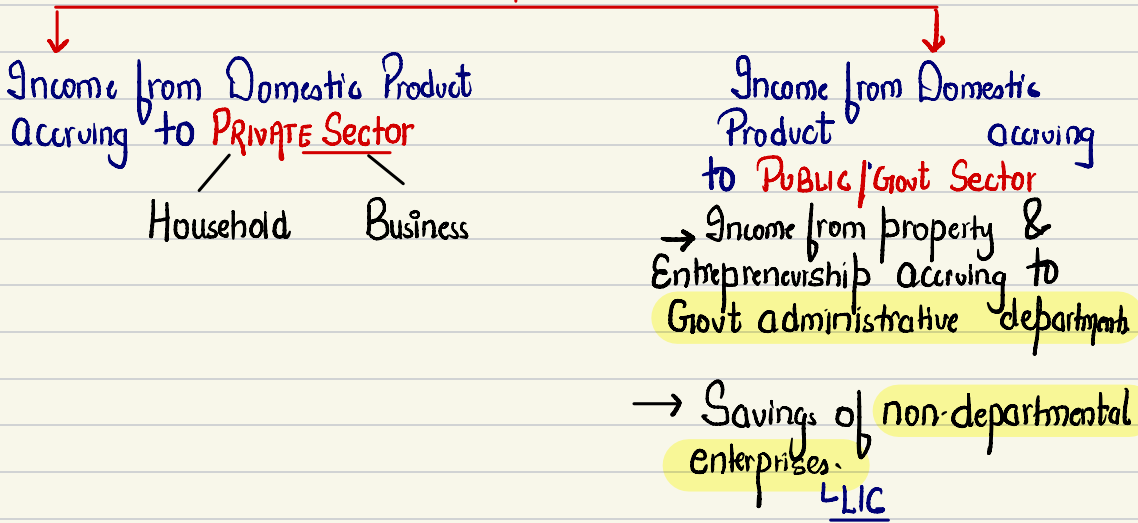 Income from Domestic Product
accruing to PRIVATE Sector
Household Business
Income from Domestic
Product accruing
to PUBLIC/Govt Sector
→ Income from property &
Entrepreneurship accruing to
Govt administrative departments
→ Savings of non-departmental
enterprises.
LIC